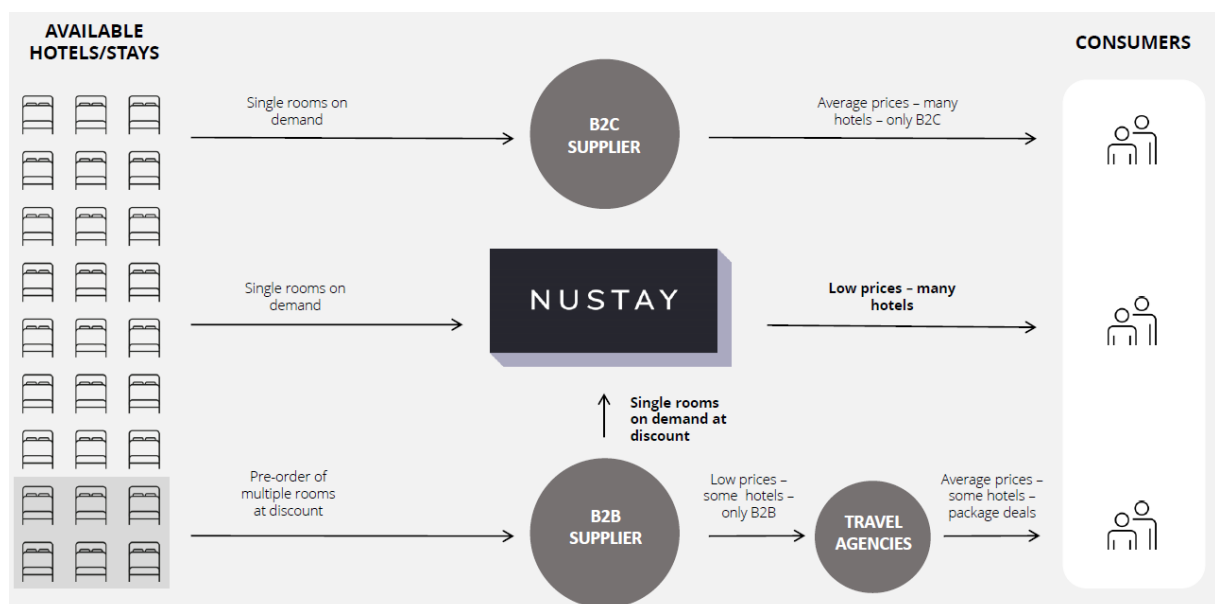 AVAILABLE
HOTELS/STAYS
CONSUMERS
Single rooms on
demand
B2C
SUPPLIER
Average prices – many
hotels – only B2C
Single rooms on
demand
NUSTAY
Low prices – many
hotels
Single rooms
on demand at
discount
Pre-order of
multiple rooms
at discount
B2B
SUPPLIER
Low prices –
some hotels –
only B2B
TRAVEL
AGENCIES
Average prices –
some hotels –
package deals